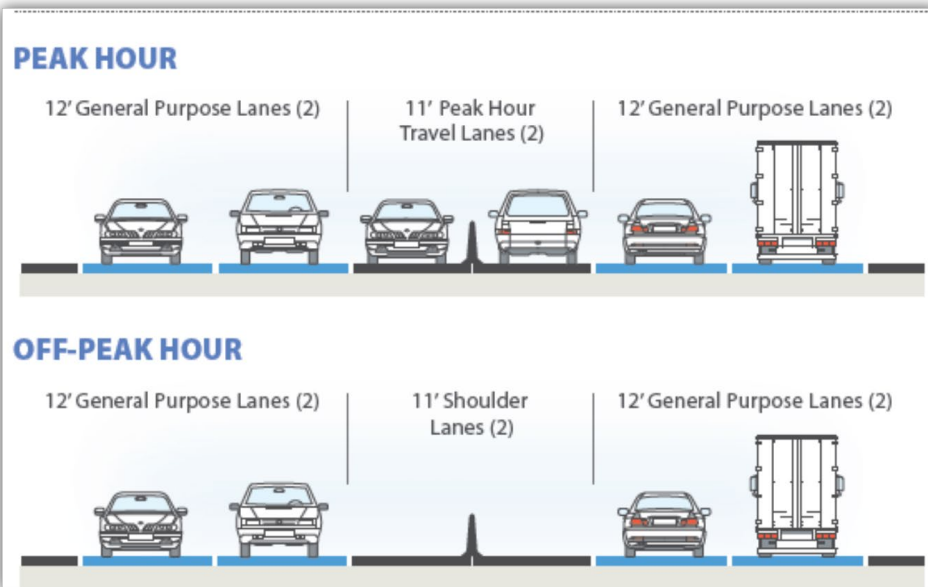 PEAK HOUR
12' General Purpose Lanes (2)
11' Peak Hour
Travel Lanes (2)
12' General Purpose Lanes (2)
OFF-PEAK HOUR
12' General Purpose Lanes (2)
11' Shoulder
Lanes (2)
12' General Purpose Lanes (2)